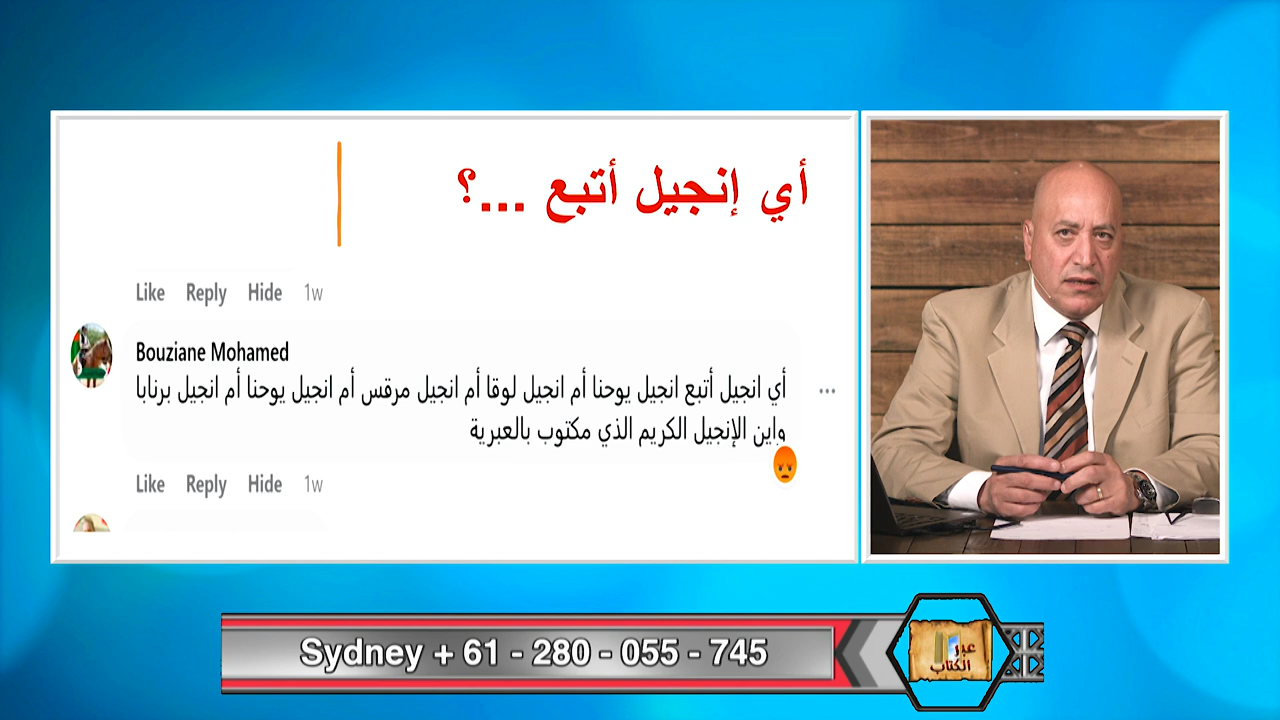 أي إنجيل أتبع ...؟
Like Reply Hide 1w
Bouziane Mohamed
أي انجيل أتبع انجيل يوحنا أم انجيل لوقا أم انجيل مرقس أم انجيل يوحنا أم انجيل برنابا
واين الإنجيل الكريم الذي مكتوب بالعبرية
Like Reply Hide 1w
Sydney + 61 - 280 - 055 - 745
عبر
الكتاب